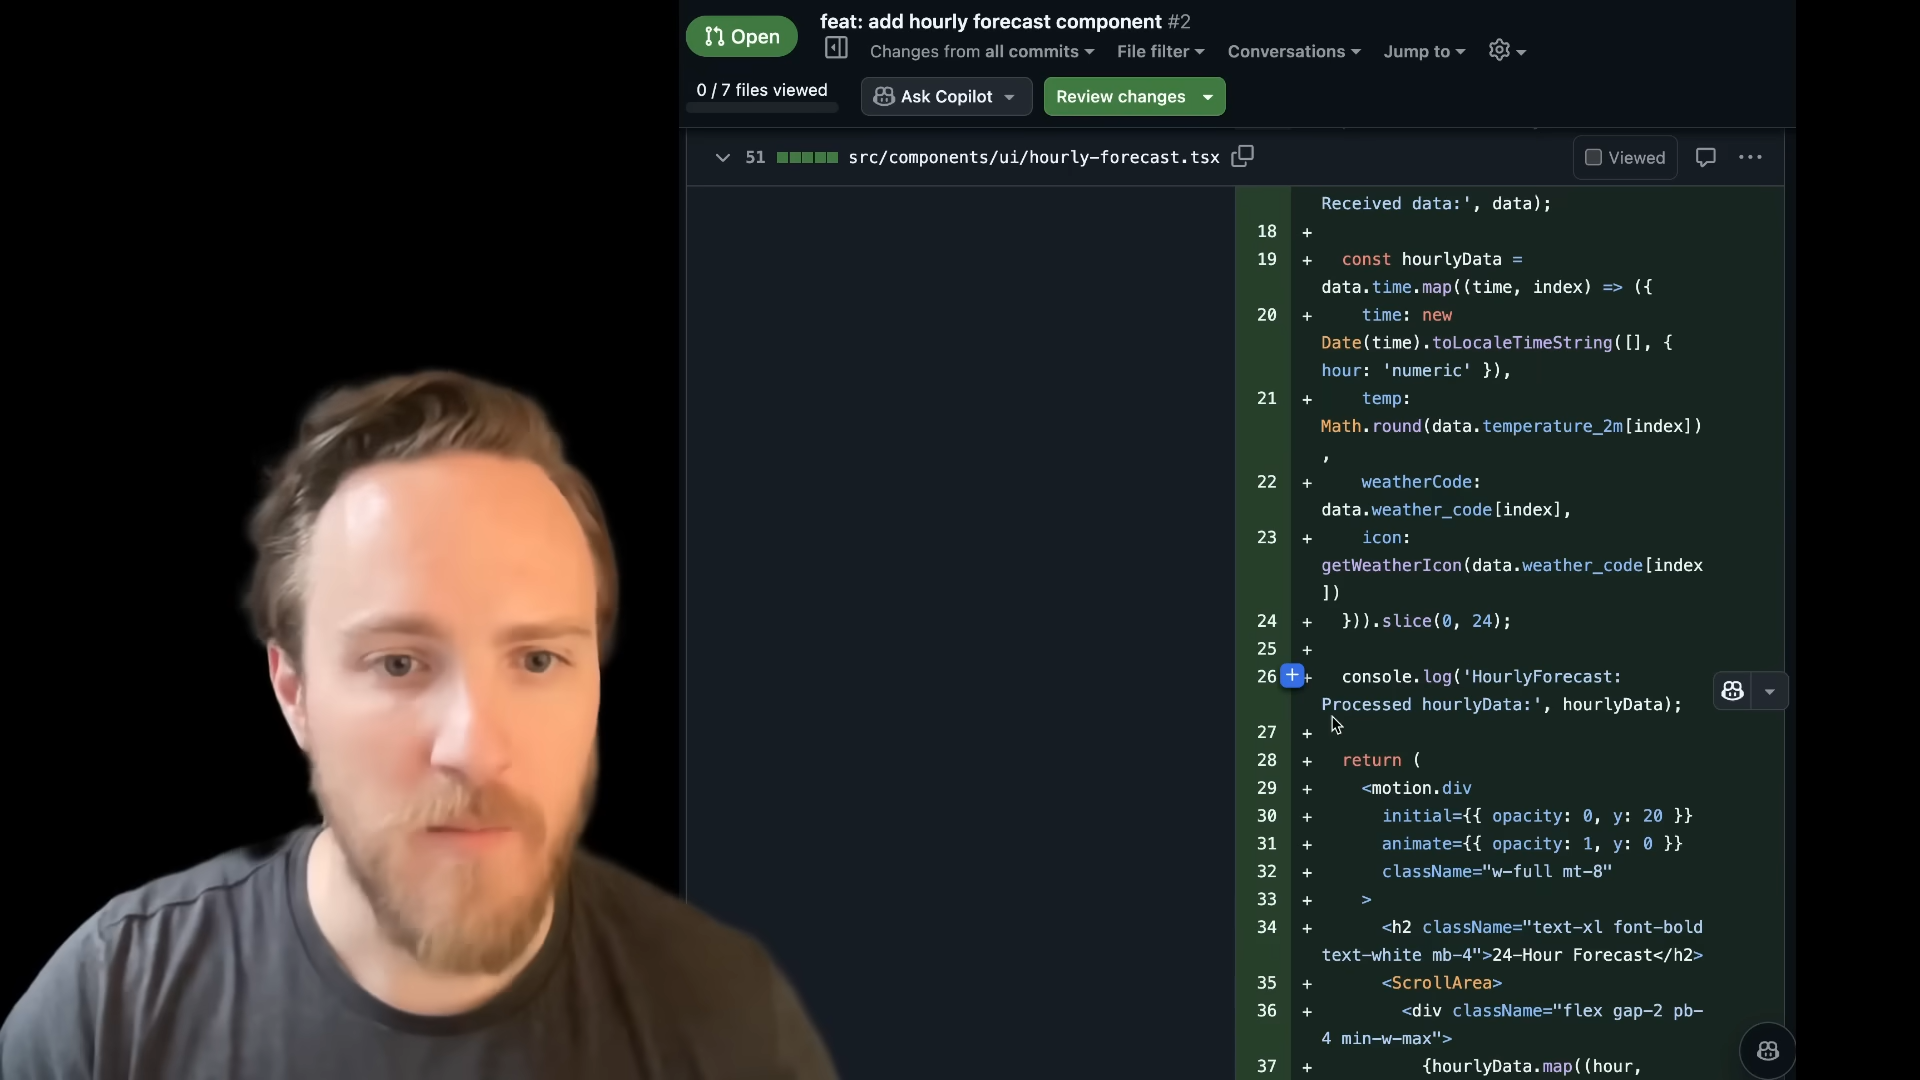 Open
feat: add hourly forecast component #2
Changes from all commits
File filter
Conversations
Jump to
0 / 7 files viewed
Ask Copilot
Review changes
51
src/components/ui/hourly-forecast.tsx
Viewed
Received data:', data);
18 +
19 + const hourlyData =
data.time.map((time, index) => ({
20 + time: new
Date(time).toLocaleTimeString([], {
hour: 'numeric' }),
21 + temp:
Math.round(data.temperature_2m[index])
,
22 + weatherCode:
data.weather_code[index],
23 + icon:
getWeatherIcon(data.weather_code[index
])
24 + })).slice(0, 24);
25 +
26 + console.log('HourlyForecast:
Processed hourlyData:', hourlyData);
27 +
28 + return (
29 + <motion.div
30 + initial={{ opacity: 0, y: 20 }}
31 + animate={{ opacity: 1, y: 0 }}
32 + className="w-full mt-8"
33 + >
34 + <h2 className="text-xl font-bold
text-white mb-4">24-Hour Forecast</h2>
35 + <ScrollArea>
36 + <div className="flex gap-2 pb-
4 min-w-max">
37 + {hourlyData.map((hour,